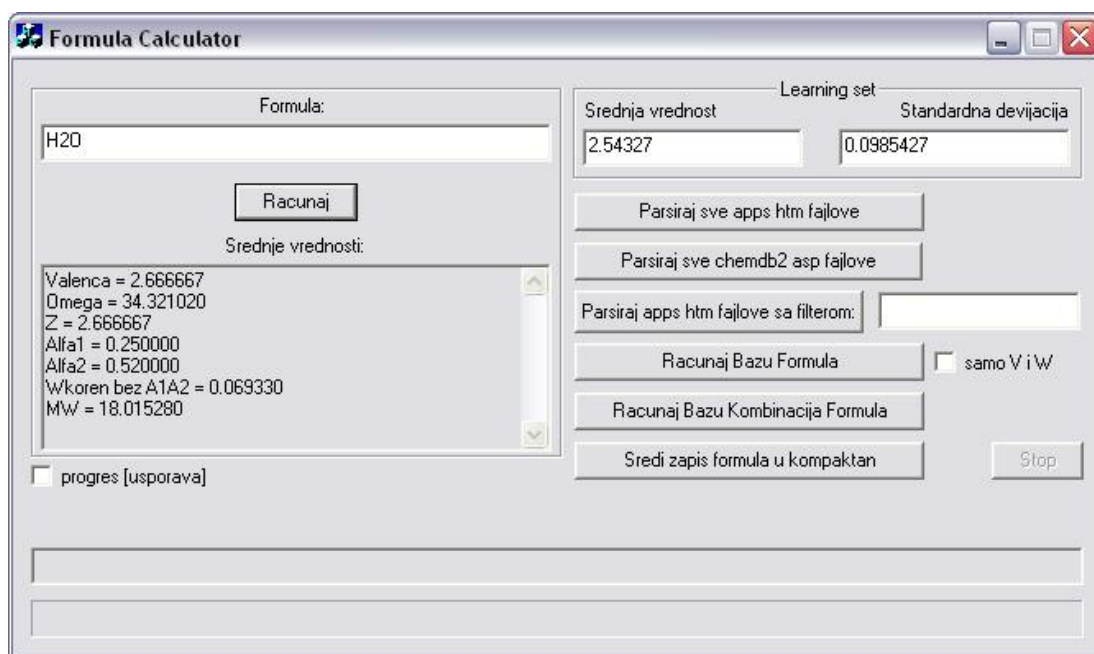 Formula Calculator
Formula:
H2O
Racunaj
Srednje vrednosti:
Valenca = 2.666667
Omega = 34.321020
Z = 2.666667
Alfa1 = 0.250000
Alfa2 = 0.520000
Wkoren bez A1A2 = 0.069330
MW = 18.015280
progres [usporava]
Learning set
Srednja vrednost Standardna devijacija
2.54327 0.0985427
Parsiraj sve apps htm fajlove
Parsiraj sve chemdb2 asp fajlove
Parsiraj apps htm fajlove sa filterom:
Racunaj Bazu Formula samo V i W
Racunaj Bazu Kombinacija Formula
Sredi zapis formula u kompaktan Stop